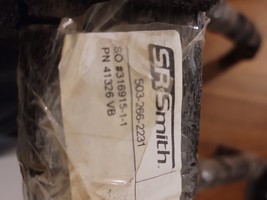 S.R.Smith.
503-266-2231
SO #316915-1-1
PN 41326 VB